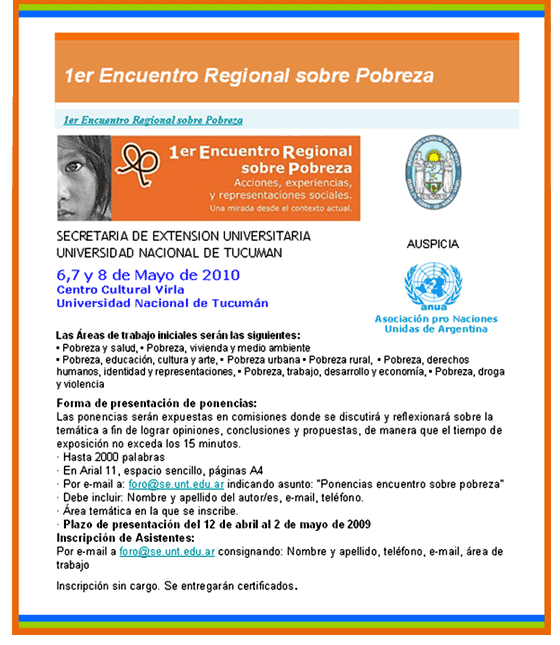 1er Encuentro Regional sobre Pobreza
1er Encuentro Regional sobre Pobreza
1er Encuentro Regional
sobre Pobreza
Acciones, experiencias,
y representaciones sociales.
Una mirada desde el contexto actual.
SECRETARIA DE EXTENSION UNIVERSITARIA
UNIVERSIDAD NACIONAL DE TUCUMAN
6,7 y 8 de Mayo de 2010
Centro Cultural Virla
Universidad Nacional de Tucumán
AUSPICIA
anua
Asociación pro Naciones
Unidas de Argentina
Las Áreas de trabajo iniciales serán las siguientes:
• Pobreza y salud, • Pobreza, vivienda y medio ambiente
• Pobreza, educación, cultura y arte, • Pobreza urbana • Pobreza rural, • Pobreza, derechos
humanos, identidad y representaciones, • Pobreza, trabajo, desarrollo y economía, • Pobreza, droga
y violencia
Forma de presentación de ponencias:
Las ponencias serán expuestas en comisiones donde se discutirá y reflexionará sobre la
temática a fin de lograr opiniones, conclusiones y propuestas, de manera que el tiempo de
exposición no exceda los 15 minutos.
· Hasta 2000 palabras
· En Arial 11, espacio sencillo, páginas A4
· Por e-mail a: foro@se.unt.edu.ar indicando asunto: "Ponencias encuentro sobre pobreza"
· Debe incluir: Nombre y apellido del autor/es, e-mail, teléfono.
· Área temática en la que se inscribe.
· Plazo de presentación del 12 de abril al 2 de mayo de 2009
Inscripción de Asistentes:
Por e-mail a foro@se.unt.edu.ar consignando: Nombre y apellido, teléfono, e-mail, área de
trabajo
Inscripción sin cargo. Se entregarán certificados.